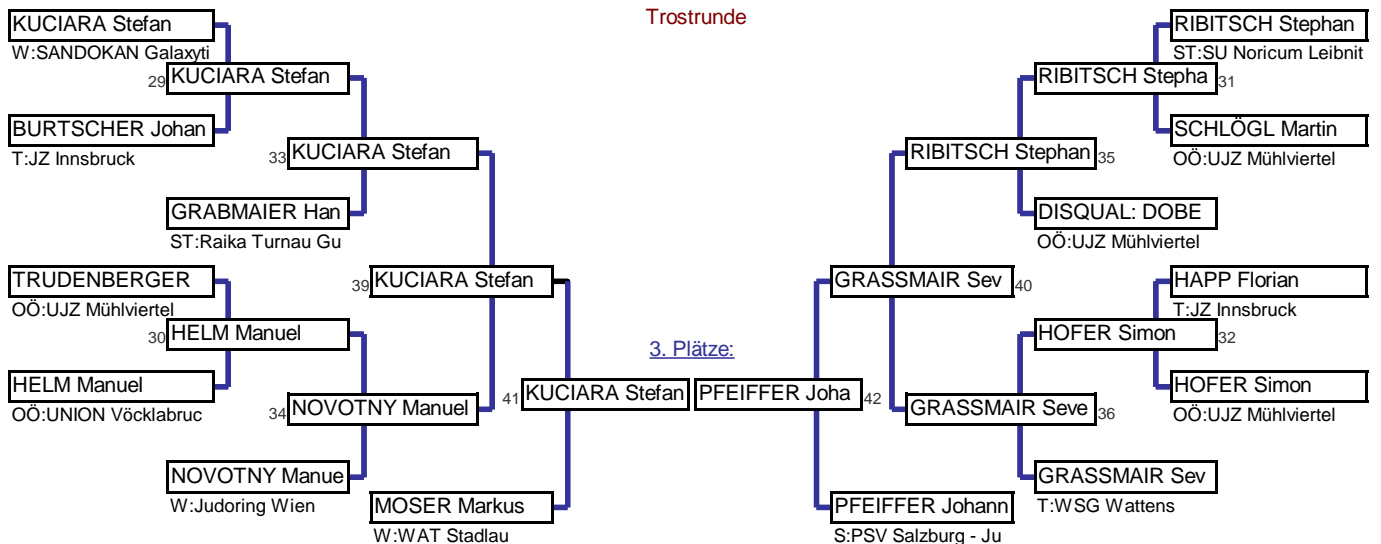 Trostrunde
KUCIARA Stefan
W:SANDOKAN Galaxyti
29 KUCIARA Stefan
BURTSCHER Johan
T:JZ Innsbruck
33 KUCIARA Stefan
GRABMAIER Han
ST:Raika Turnau Gu
39 KUCIARA Stefan
TRUDENBERGER
OÖ:UJZ Mühlviertel
30 HELM Manuel
HELM Manuel
OÖ:UNION Vöcklabruc
34 NOVOTNY Manuel
NOVOTNY Manue
W:Judoring Wien
41 KUCIARA Stefan
MOSER Markus
W:WAT Stadlau
3. Plätze:
RIBITSCH Stephan
ST:SU Noricum Leibnit
RIBITSCH Stepha 31
SCHLÖGL Martin
OÖ:UJZ Mühlviertel
RIBITSCH Stephan 35
DISQUAL: DOBE
OÖ:UJZ Mühlviertel
GRASSMAIR Sev 40
HAPP Florian
T:JZ Innsbruck
HOFER Simon 32
HOFER Simon
OÖ:UJZ Mühlviertel
GRASSMAIR Seve 36
GRASSMAIR Sev
T:WSG Wattens
PFEIFFER Joha 42
PFEIFFER Johann
S:PSV Salzburg - Ju